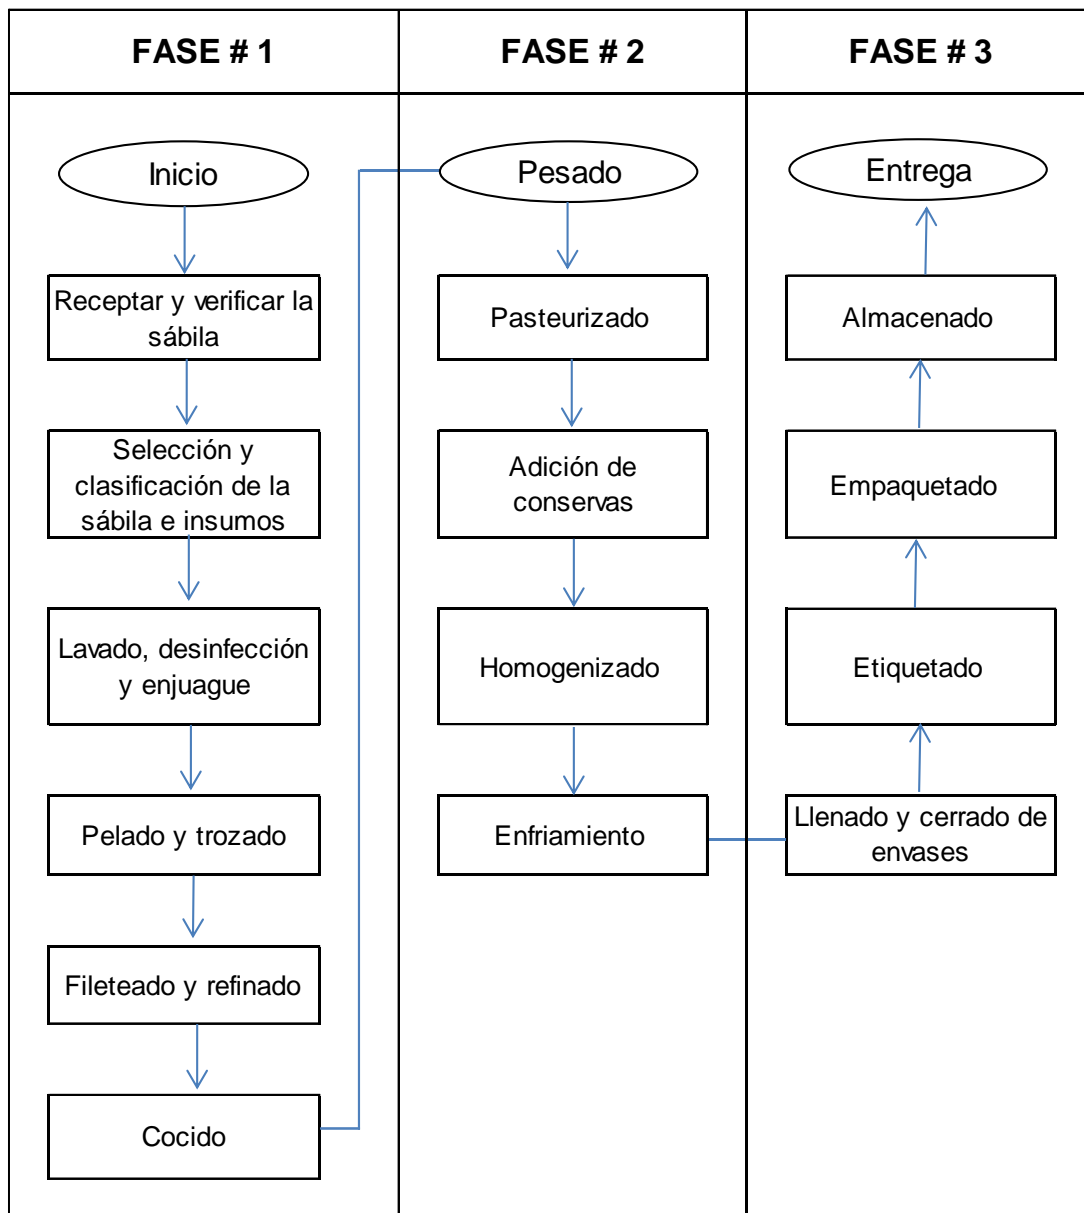 FASE # 1
FASE # 2
FASE # 3
Inicio
Receptar y verificar la
sábila
Selección y
clasificación de la
sábila e insumos
Lavado, desinfección
y enjuague
Pelado y trozado
Fileteado y refinado
Cocido
Pesado
Pasteurizado
Adición de
conservas
Homogenizado
Enfriamiento
Entrega
Almacenado
Empaquetado
Etiquetado
Llenado y cerrado de
envases